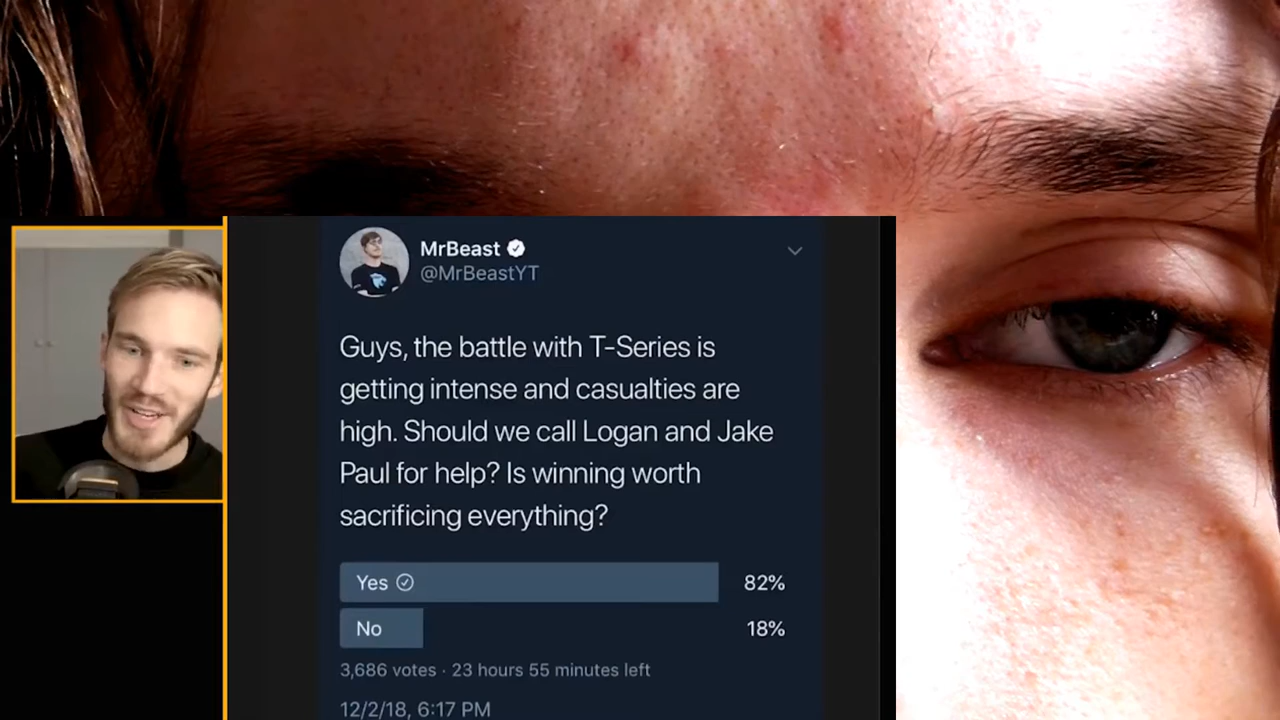 MrBeast
@MrBeastYT
Guys, the battle with T-Series is
getting intense and casualties are
high. Should we call Logan and Jake
Paul for help? Is winning worth
sacrificing everything?
Yes 82%
No 18%
3,686 votes · 23 hours 55 minutes left
12/2/18, 6:17 PM